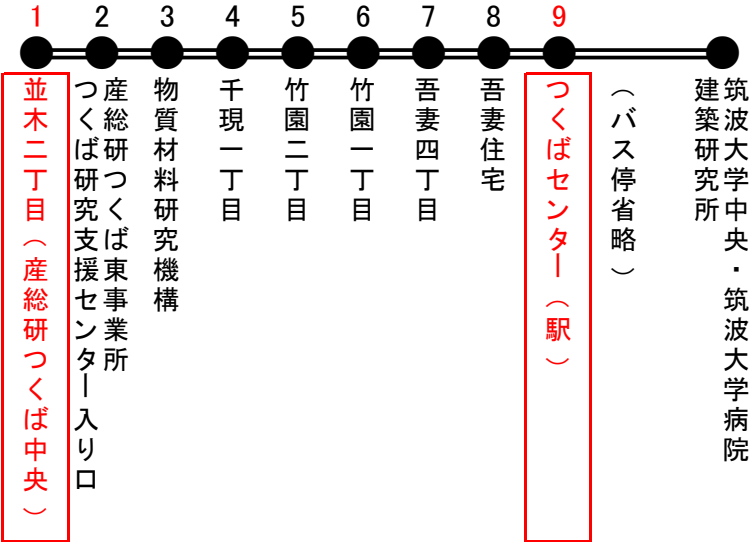 1 2 3 4 5 6 7 8 9
並木二丁目（産総研つくば中央）
産総研つくば東事業所
つくば研究支援センター入り口
物質材料研究機構
千現一丁目
竹園二丁目
竹園一丁目
吾妻四丁目
吾妻住宅
つくばセンター（駅）
（バス停省略）
筑波大学中央・筑波大学病院
建築研究所